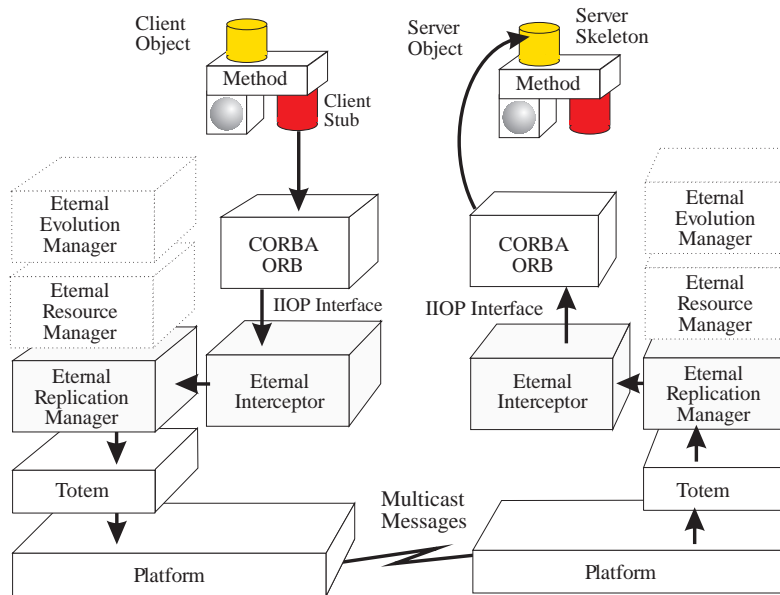 Client
Object
Method
Client
Stub
Server
Object
Server
Skeleton
Method
Eternal
Evolution
Manager
CORBA
ORB
CORBA
ORB
Eternal
Evolution
Manager
Eternal
Resource
Manager
IIOP Interface
IIOP Interface
Eternal
Resource
Manager
Eternal
Replication
Manager
Eternal
Interceptor
Eternal
Interceptor
Eternal
Replication
Manager
Totem
Multicast
Messages
Totem
Platform
Platform